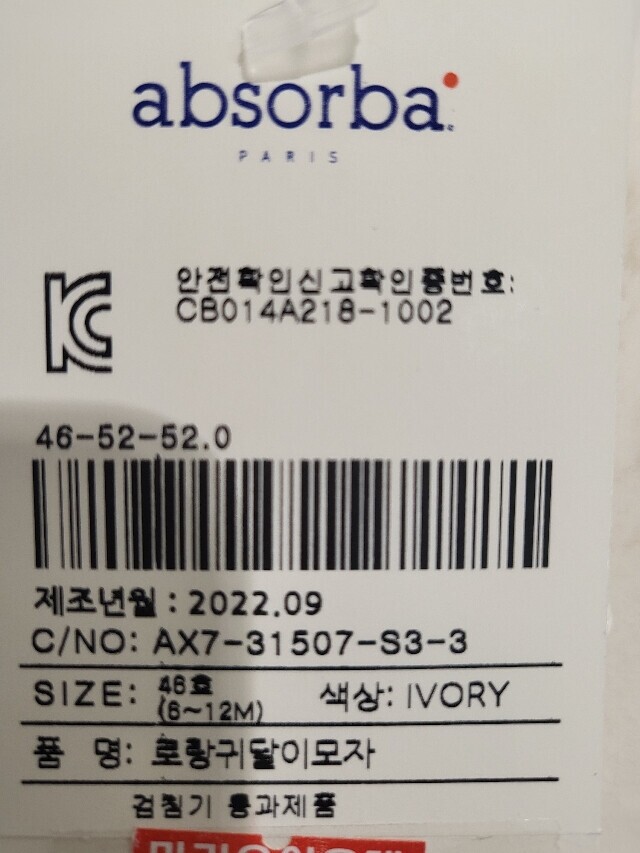 absorba
PARIS
안전확인신고확인증번호:
CB014A218-1002
46-52-52.0
제조년월 : 2022.09
C/NO: AX7-31507-S3-3
SIZE: 46호 (6~12M) 색상: IVORY
품 명: 로랑귀달이모자
검침기 통과제품